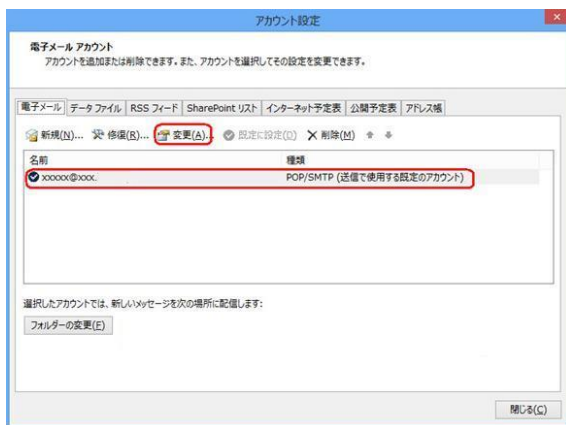 アカウント設定
電子メール アカウント
アカウントを追加または削除できます。また、アカウントを選択してその設定を変更できます。
電子メール データ ファイル RSS フィード SharePoint リスト インターネット予定表 公開予定表 アドレス帳
新規(N)... 修復(R)... 変更(A)... 既定に設定(D) 削除(M)
名前 種類
xxxxx@xxx. POP/SMTP (送信で使用する既定のアカウント)
選択したアカウントでは、新しいメッセージを次の場所に配信します:
フォルダーの変更(F)
閉じる(C)